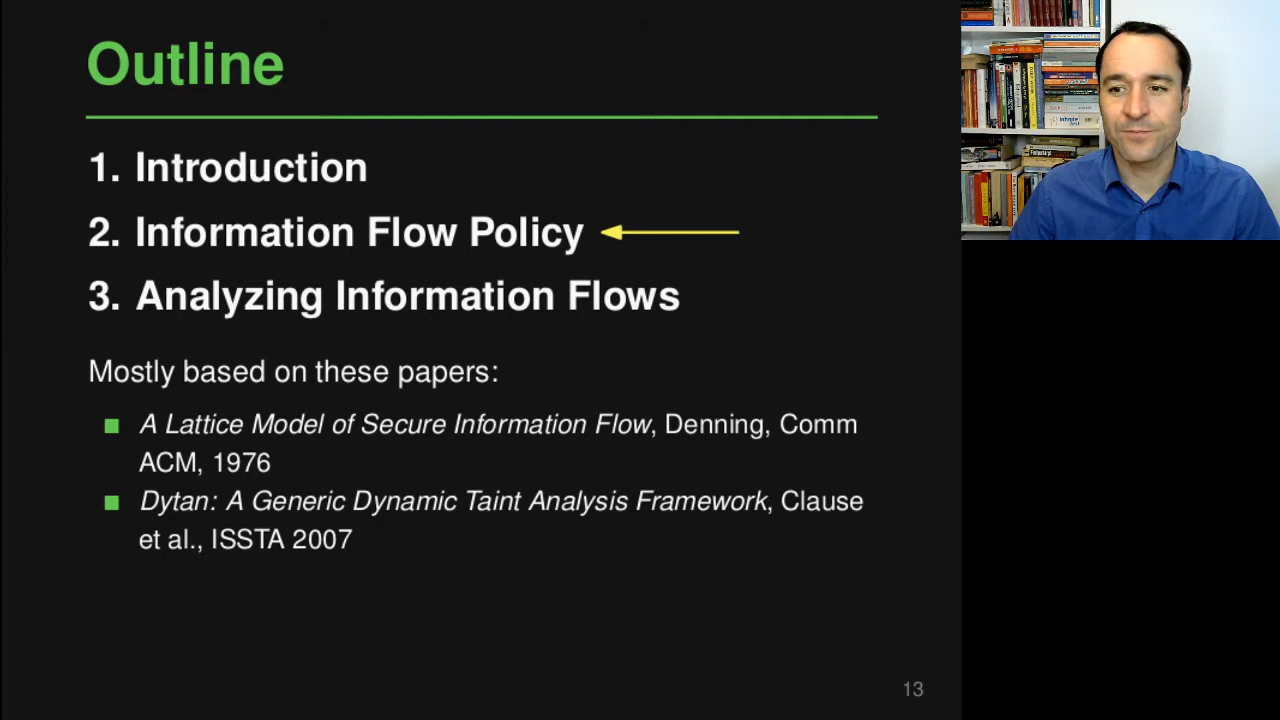 Outline
1. Introduction
2. Information Flow Policy
3. Analyzing Information Flows
Mostly based on these papers:
A Lattice Model of Secure Information Flow, Denning, Comm
ACM, 1976
Dytan: A Generic Dynamic Taint Analysis Framework, Clause
et al., ISSTA 2007
13
infinite
jest